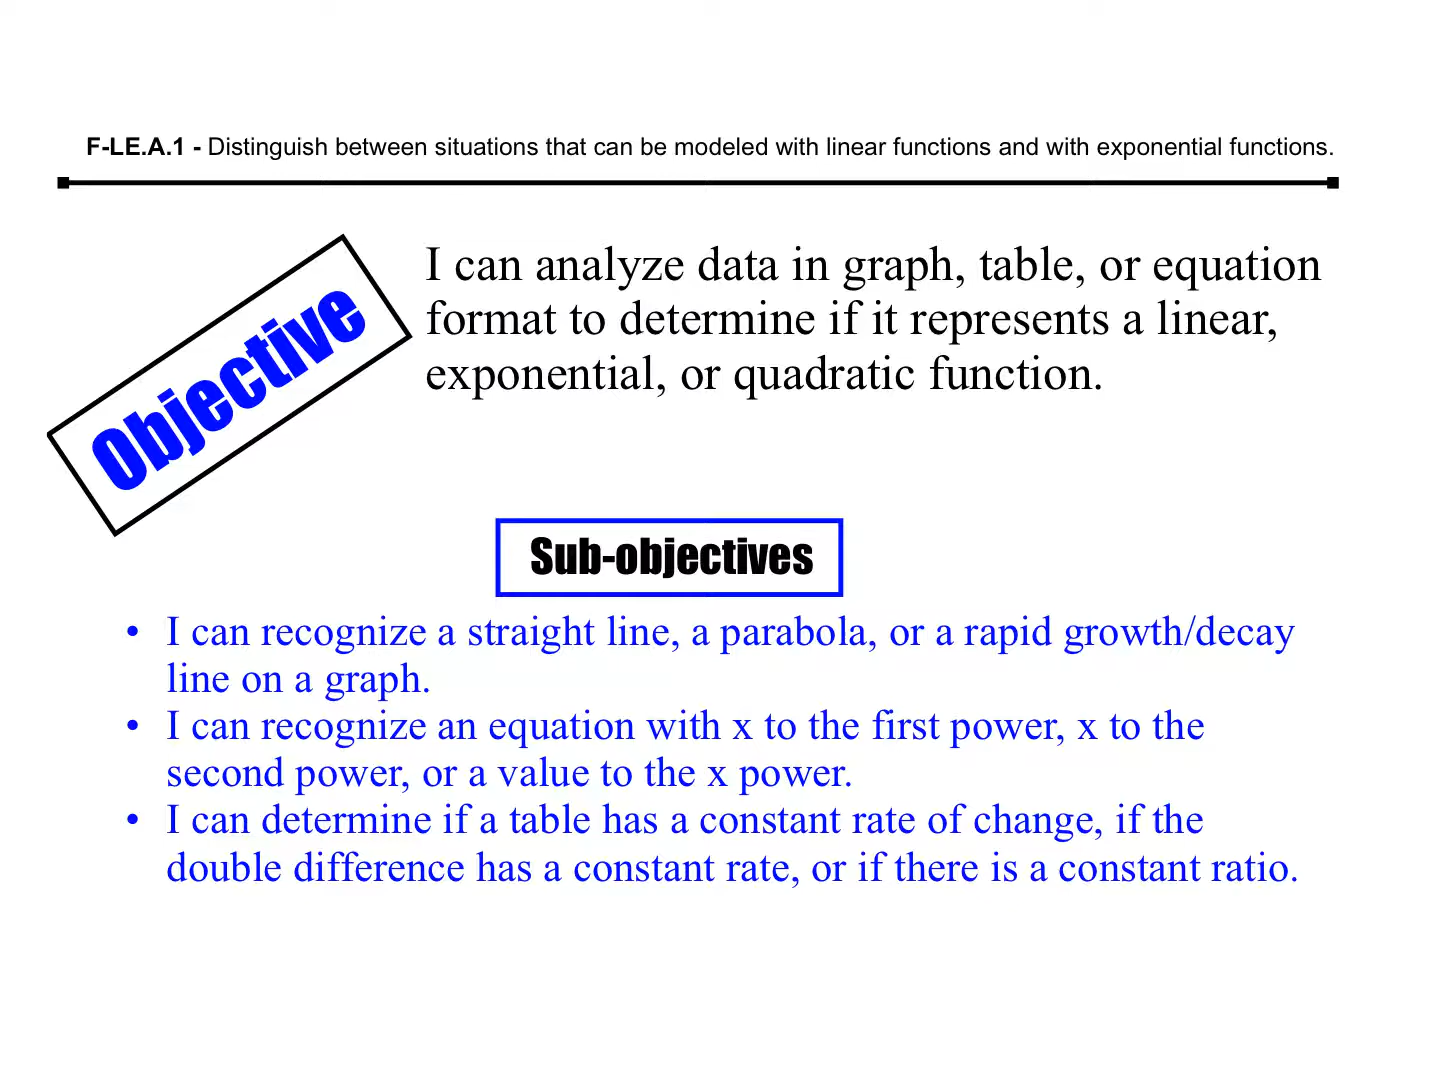 F-LE.A.1 - Distinguish between situations that can be modeled with linear functions and with exponential functions.
Objective
I can analyze data in graph, table, or equation
format to determine if it represents a linear,
exponential, or quadratic function.
Sub-objectives
• I can recognize a straight line, a parabola, or a rapid growth/decay
line on a graph.
• I can recognize an equation with x to the first power, x to the
second power, or a value to the x power.
• I can determine if a table has a constant rate of change, if the
double difference has a constant rate, or if there is a constant ratio.